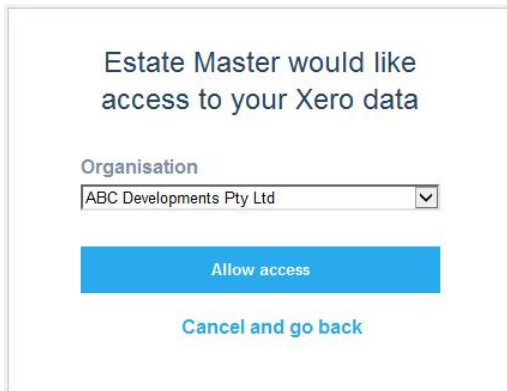 Estate Master would like
access to your Xero data
Organisation
ABC Developments Pty Ltd
Allow access
Cancel and go back